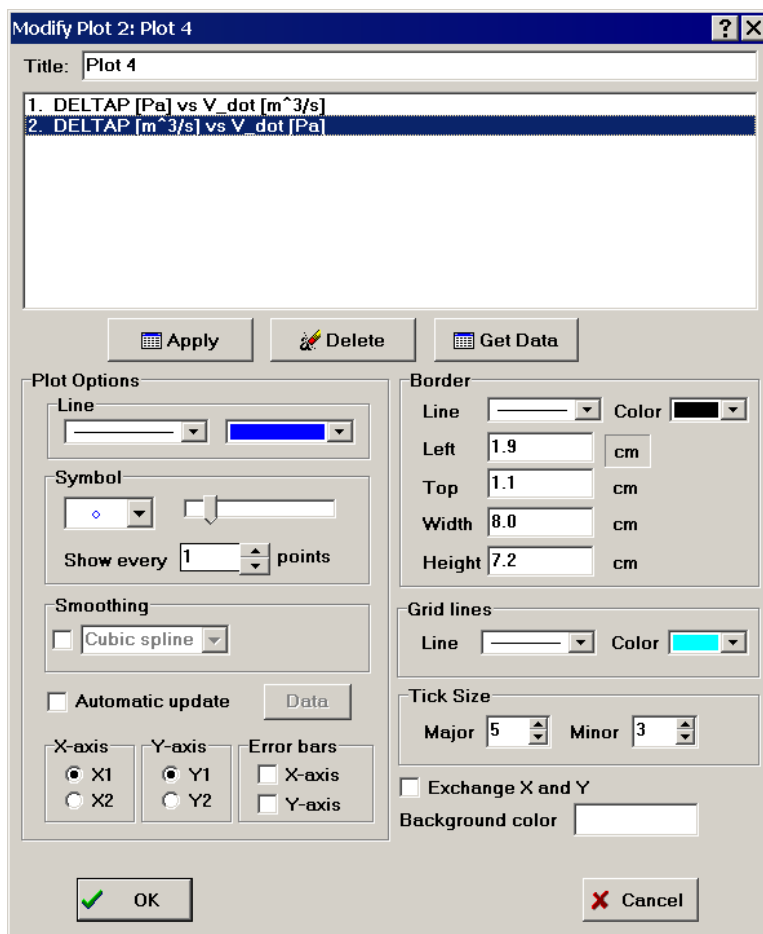 Modify Plot 2: Plot 4
Title: Plot 4
1. DELTAP [Pa] vs V_dot [m^3/s]
2. DELTAP [m^3/s] vs V_dot [Pa]
Apply Delete Get Data
Plot Options
Line
Symbol
Show every 1 points
Smoothing
Cubic spline
Automatic update Data
X-axis Y-axis Error bars
X1 Y1 X-axis
X2 Y2 Y-axis
Border
Line Color
Left 1.9 cm
Top 1.1 cm
Width 8.0 cm
Height 7.2 cm
Grid lines
Line Color
Tick Size
Major 5 Minor 3
Exchange X and Y
Background color
OK Cancel